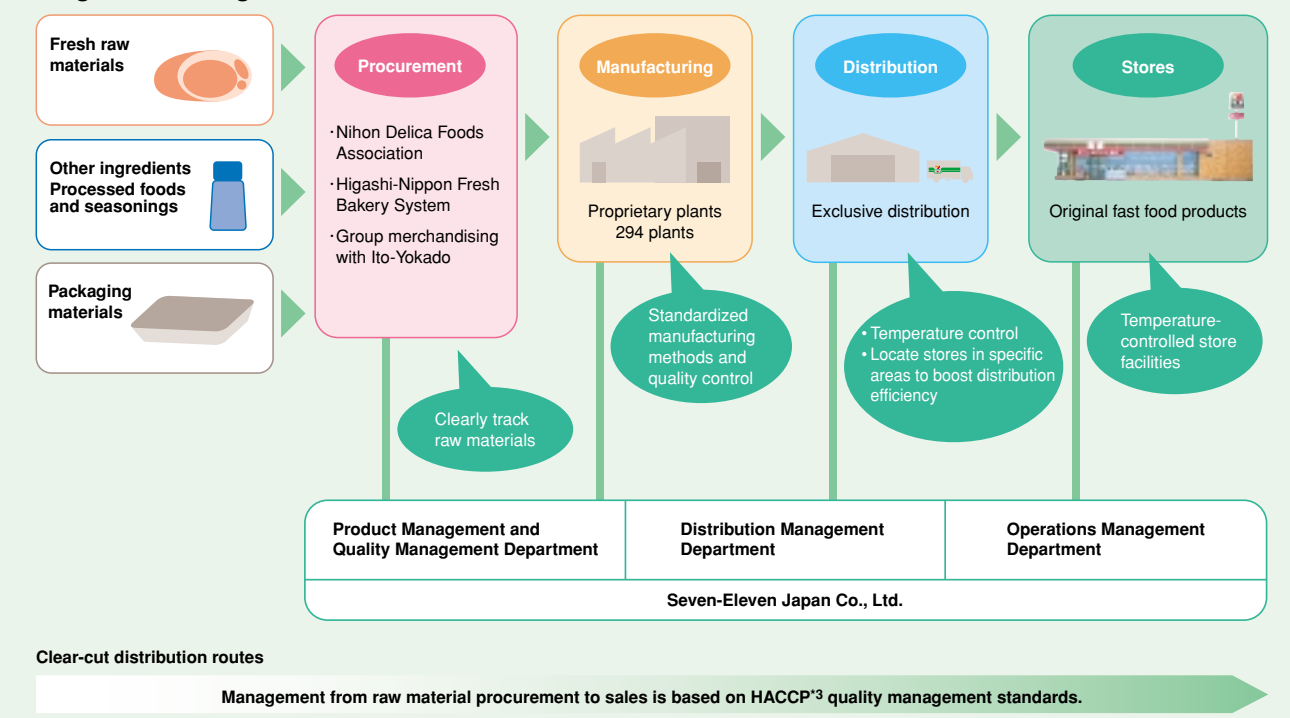 Fresh raw
materials
Other ingredients
Processed foods
and seasonings
Packaging
materials
Procurement
·Nihon Delica Foods
Association
·Higashi-Nippon Fresh
Bakery System
·Group merchandising
with Ito-Yokado
Clearly track
raw materials
Manufacturing
Proprietary plants
294 plants
Standardized
manufacturing
methods and
quality control
Distribution
Exclusive distribution
• Temperature control
• Locate stores in specific
areas to boost distribution
efficiency
Stores
Original fast food products
Temperature-
controlled store
facilities
Product Management and
Quality Management Department
Distribution Management
Department
Operations Management
Department
Seven-Eleven Japan Co., Ltd.
Clear-cut distribution routes
Management from raw material procurement to sales is based on HACCP*3 quality management standards.